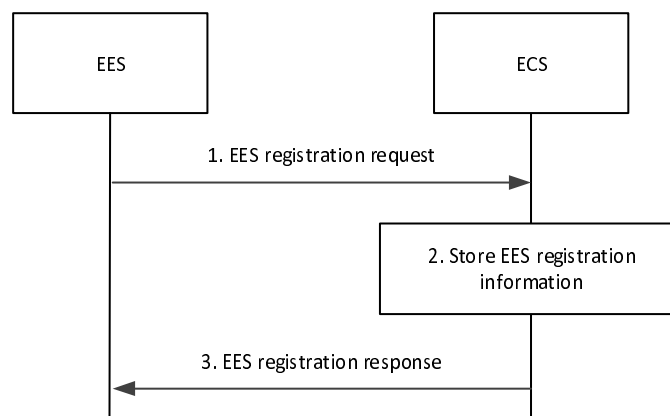 EES
ECS
1. EES registration request
2. Store EES registration
information
3. EES registration response